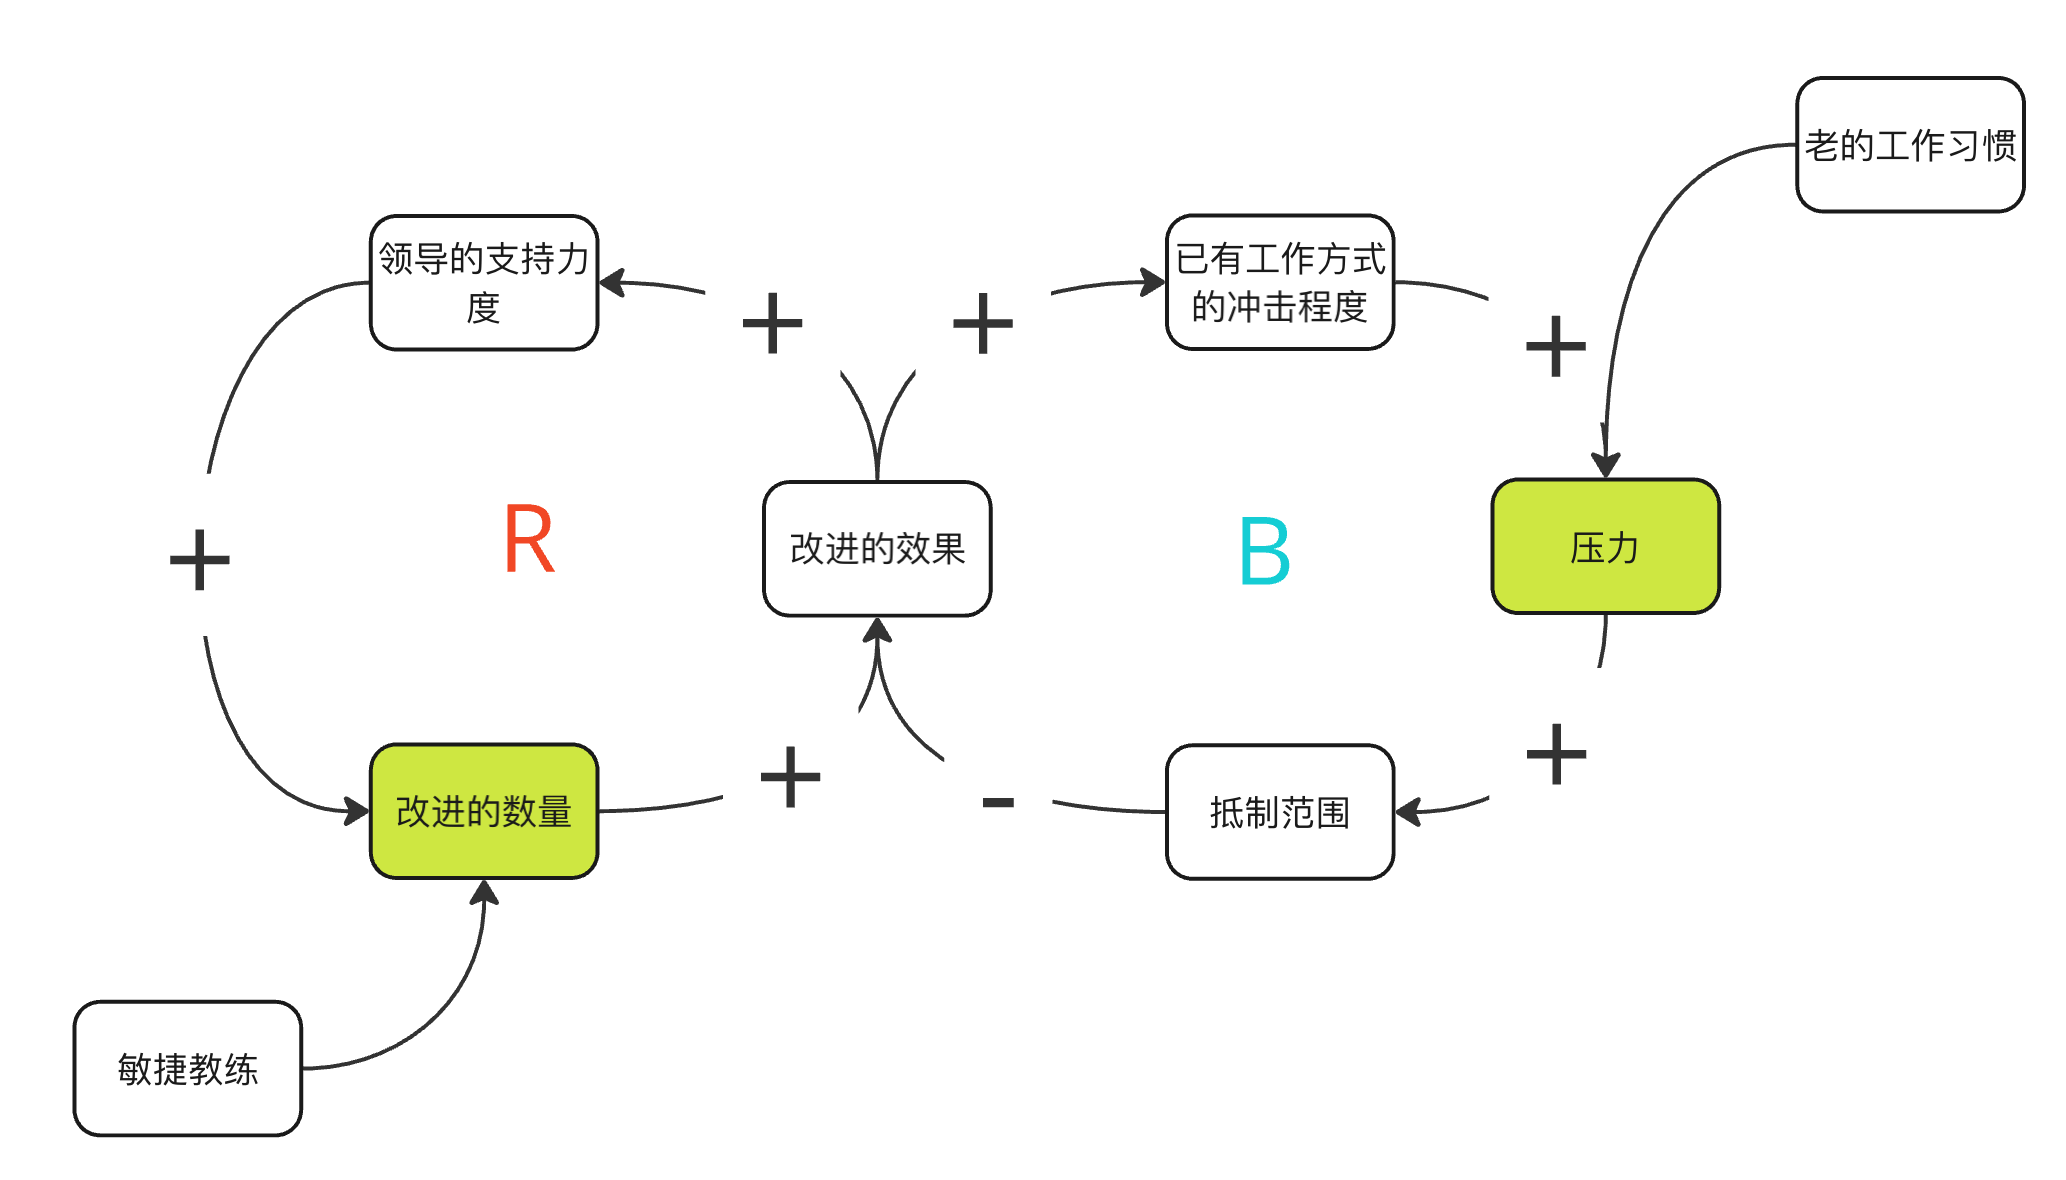 老的工作习惯
领导的支持力
度
已有工作方式
的冲击程度
+
+
+
R
改进的效果
B
压力
+
改进的数量
+
-
抵制范围
+
敏捷教练